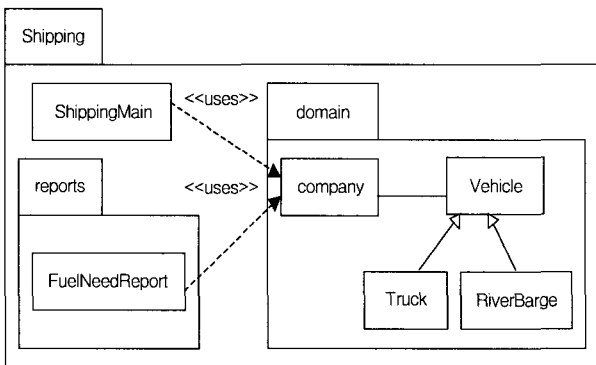 Shipping
ShippingMain
<<uses>>
domain
reports
<<uses>>
company
Vehicle
FuelNeedReport
Truck
RiverBarge